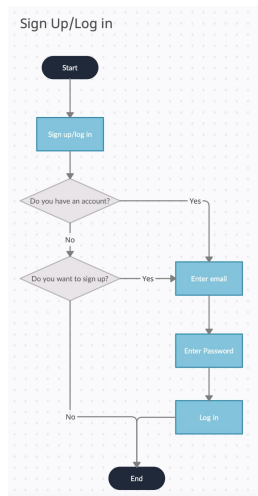 Sign Up/Log in
Start
Sign up/log in
Do you have an account?
Yes
No
Do you want to sign up?
Yes
Enter email
Enter Password
No
Log in
End